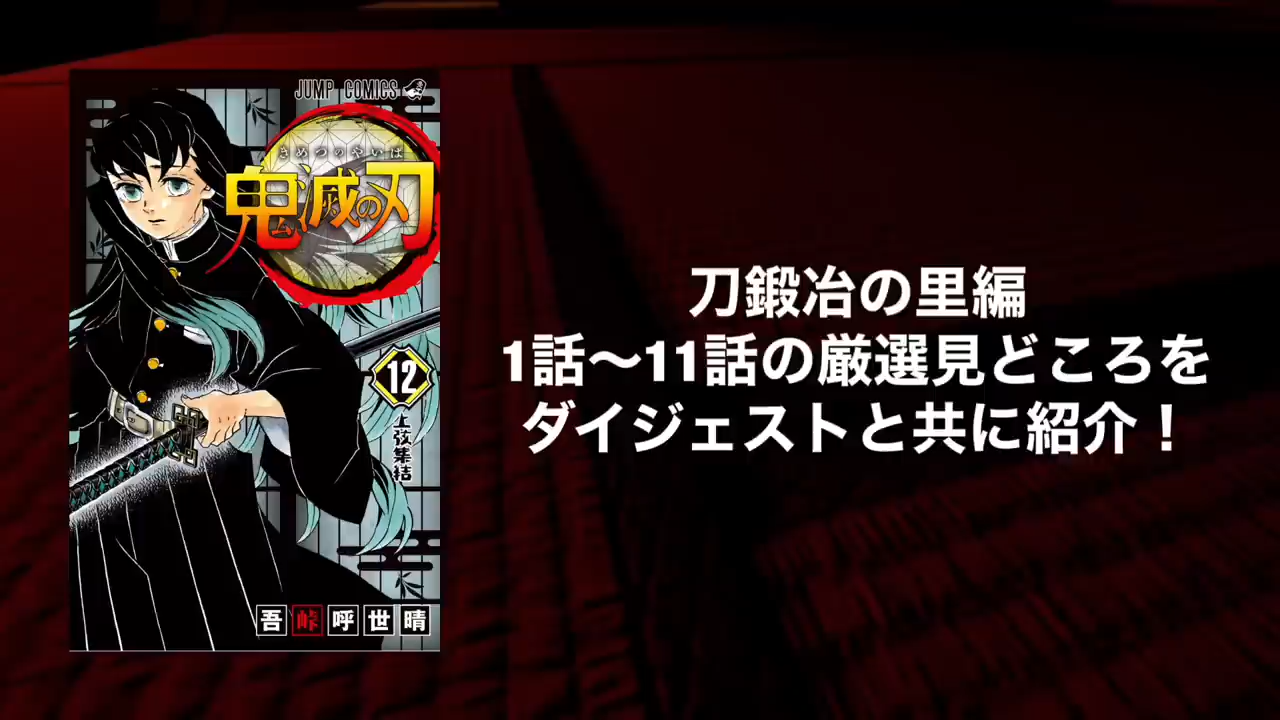 JUMP COMICS
きめつのやいば
鬼滅の刃
12
上弦集結
吾峠呼世晴
刀鍛冶の里編
1話〜11話の厳選見どころを
ダイジェストと共に紹介！